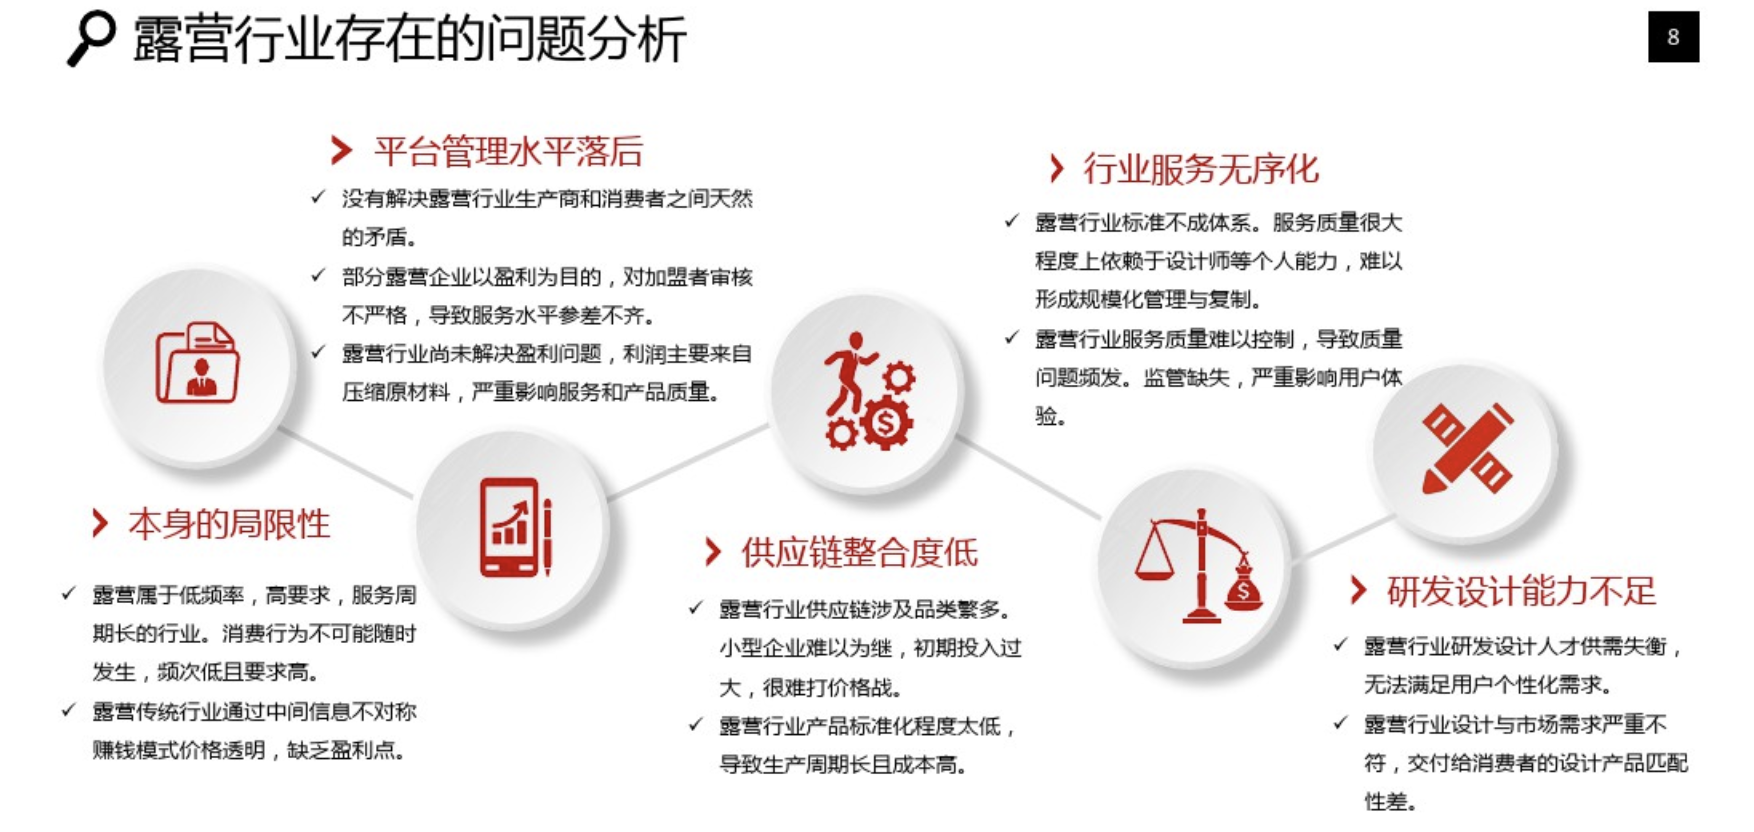 露营行业存在的问题分析
8
平台管理水平落后
没有解决露营行业生产商和消费者之间天然
的矛盾。
部分露营企业以盈利为目的，对加盟者审核
不严格，导致服务水平参差不齐。
露营行业尚未解决盈利问题，利润主要来自
压缩原材料，严重影响服务和产品质量。
行业服务无序化
露营行业标准不成体系。服务质量很大
程度上依赖于设计师等个人能力，难以
形成规模化管理与复制。
露营行业服务质量难以控制，导致质量
问题频发。监管缺失，严重影响用户体
验。
本身的局限性
露营属于低频率，高要求，服务周
期长的行业。消费行为不可能随时
发生，频次低且要求高。
露营传统行业通过中间信息不对称
赚钱模式价格透明，缺乏盈利点。
供应链整合度低
露营行业供应链涉及品类繁多。
小型企业难以为继，初期投入过
大，很难打价格战。
露营行业产品标准化程度太低，
导致生产周期长且成本高。
研发设计能力不足
露营行业研发设计人才供需失衡，
无法满足用户个性化需求。
露营行业设计与市场需求严重不
符，交付给消费者的设计产品匹配
性差。
$
$